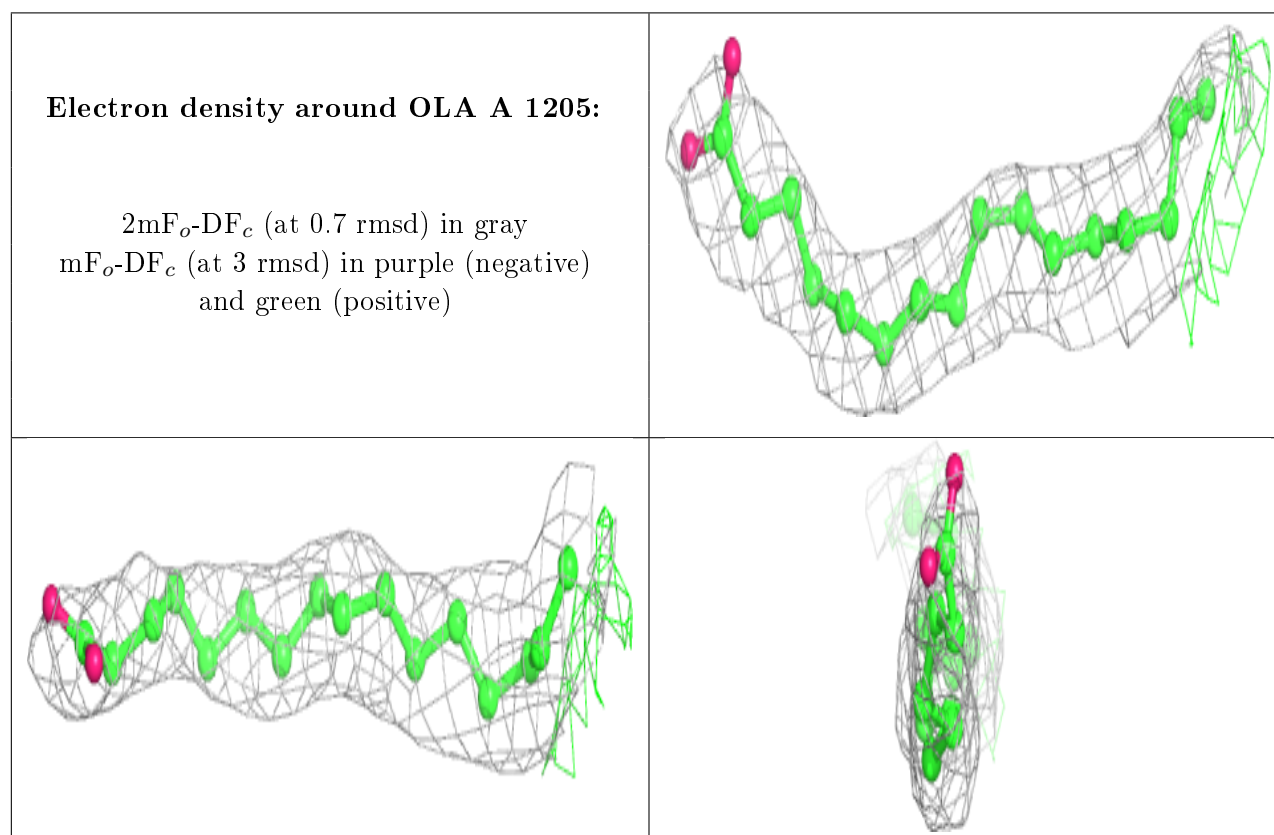 Electron density around OLA A 1205:
2mFo-DFc (at 0.7 rmsd) in gray
mFo-DFc (at 3 rmsd) in purple (negative)
and green (positive)